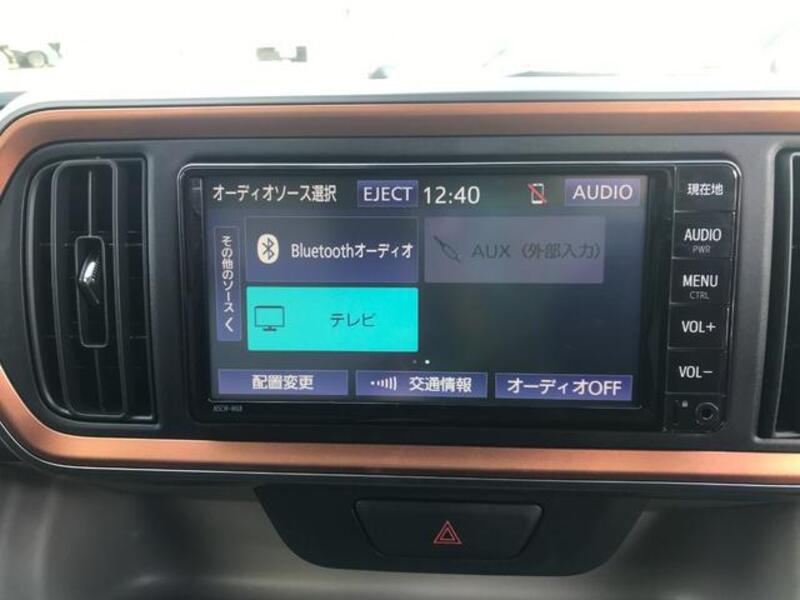 オーディオソース選択 EJECT 12:40 AUDIO
その他のソース く
Bluetoothオーディオ
AUX（外部入力）
テレビ
配置変更 交通情報 オーディオOFF
現在地
AUDIO
PWR
MENU
CTRL
VOL+
VOL-